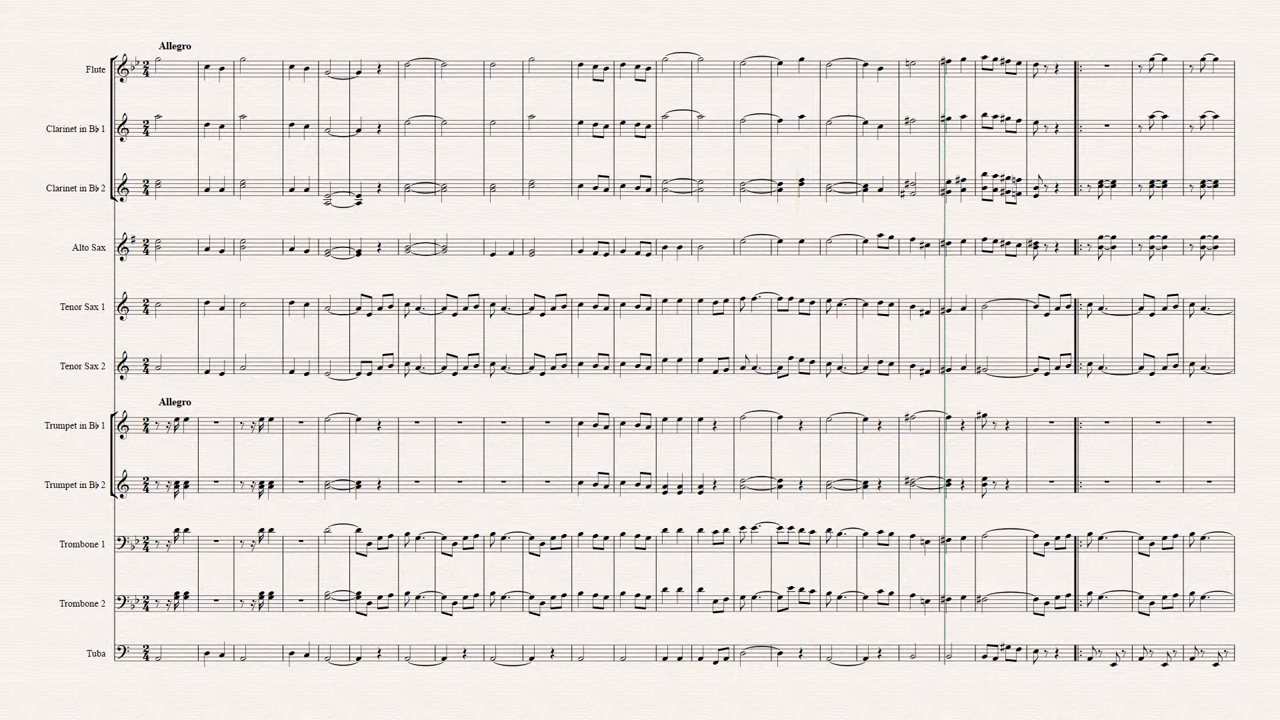 Allegro
Flute
Clarinet in B♭ 1
Clarinet in B♭ 2
Alto Sax
Tenor Sax 1
Tenor Sax 2
Allegro
Trumpet in B♭ 1
Trumpet in B♭ 2
Trombone 1
Trombone 2
Tuba